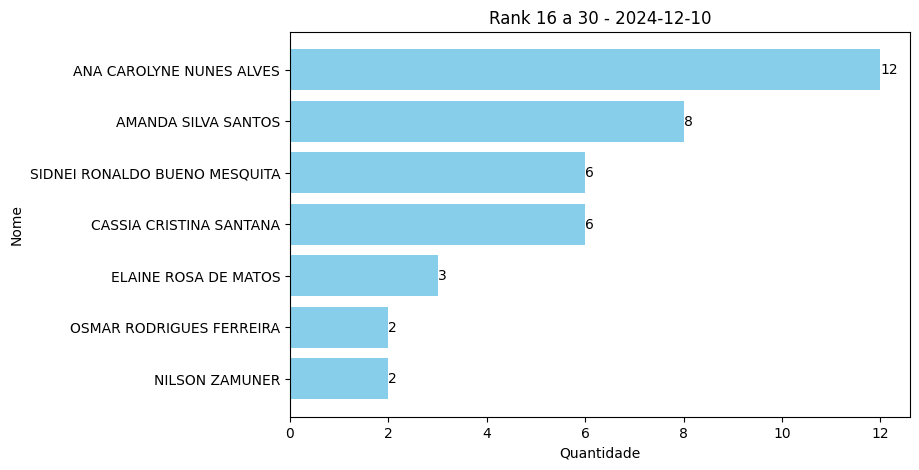 Rank 16 a 30 - 2024-12-10
ANA CAROLYNE NUNES ALVES 12
AMANDA SILVA SANTOS 8
SIDNEI RONALDO BUENO MESQUITA 6
CASSIA CRISTINA SANTANA 6
ELAINE ROSA DE MATOS 3
OSMAR RODRIGUES FERREIRA 2
NILSON ZAMUNER 2
Nome
0 2 4 6 8 10 12
Quantidade